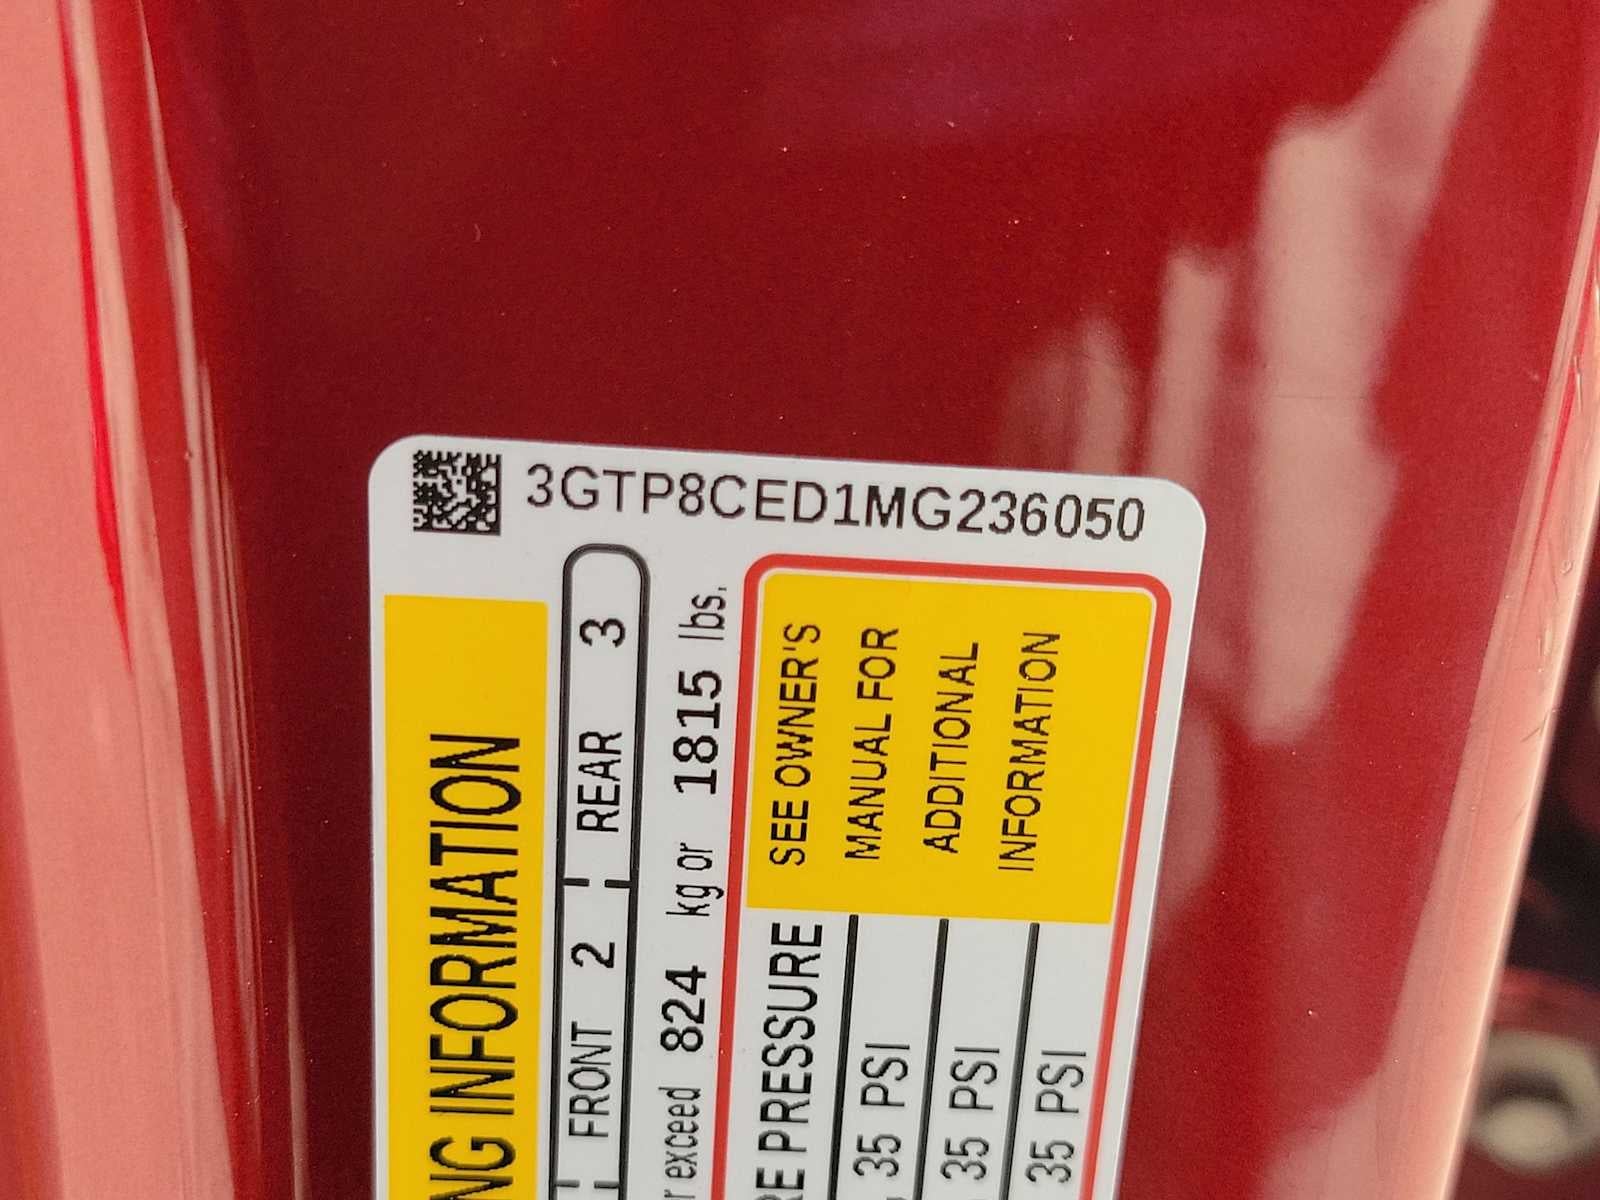 3GTP8CED1MG236050
NG INFORMATION
FRONT 2 REAR 3
exceed 824 kg or 1815 lbs.
PRESSURE
SEE OWNER'S
MANUAL FOR
ADDITIONAL
INFORMATION
35 PSI
35 PSI
35 PSI